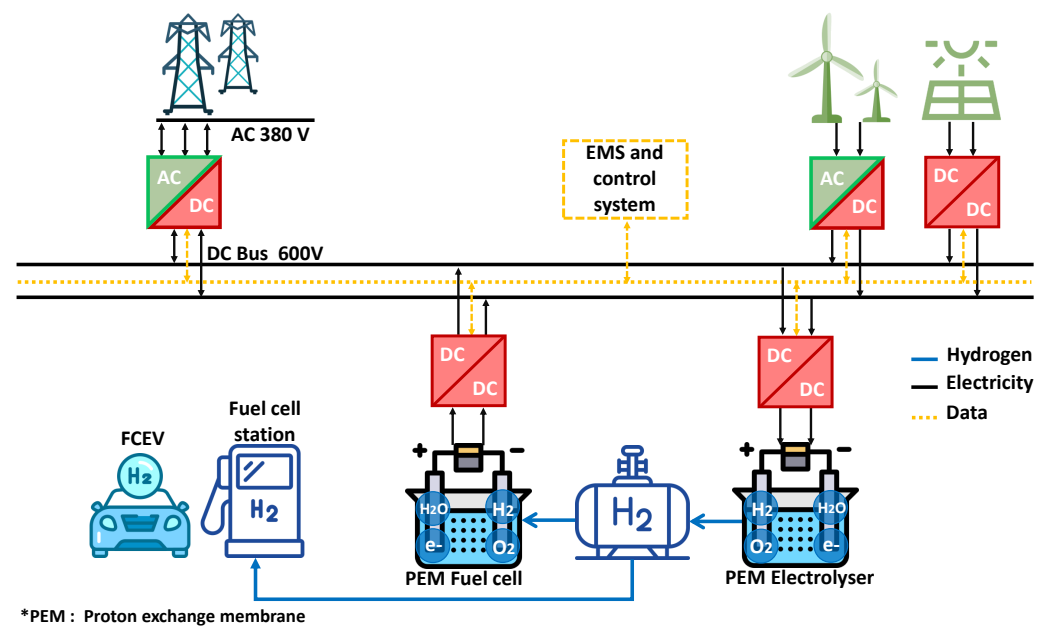 AC 380 V
AC
DC
DC Bus 600V
EMS and
control
system
AC
DC
DC
DC
DC
DC
DC
DC
Hydrogen
Electricity
Data
Fuel cell
station
FCEV
H2
H2
+
-
H2O
H2
e-
O2
PEM Fuel cell
H2
+
-
H2
H2O
O2
e-
PEM Electrolyser
*PEM : Proton exchange membrane